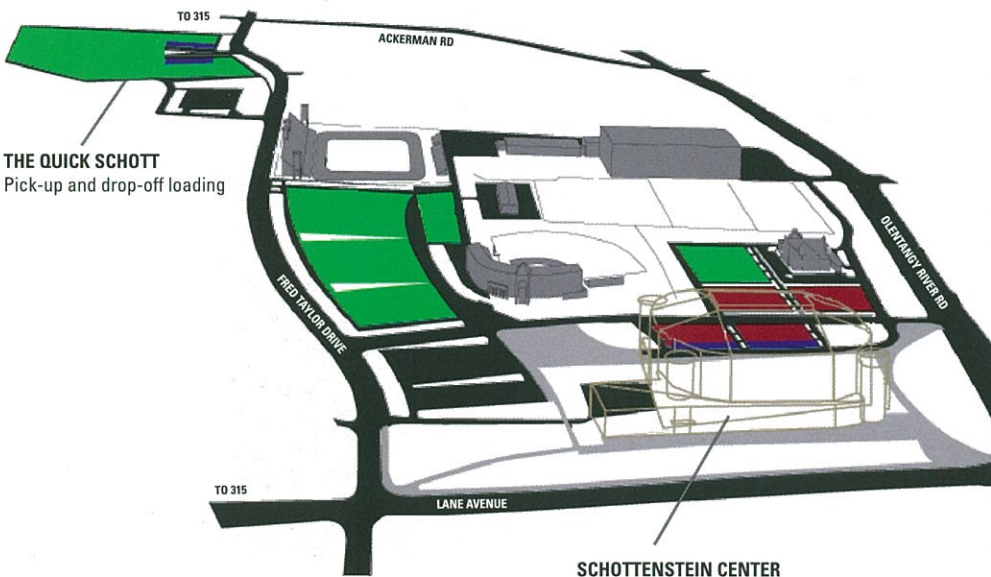 TO 315
ACKERMAN RD
THE QUICK SCHOTT
Pick-up and drop-off loading
OLENTANGY RIVER RD
FRED TAYLOR DRIVE
TO 315
LANE AVENUE
SCHOTTENSTEIN CENTER